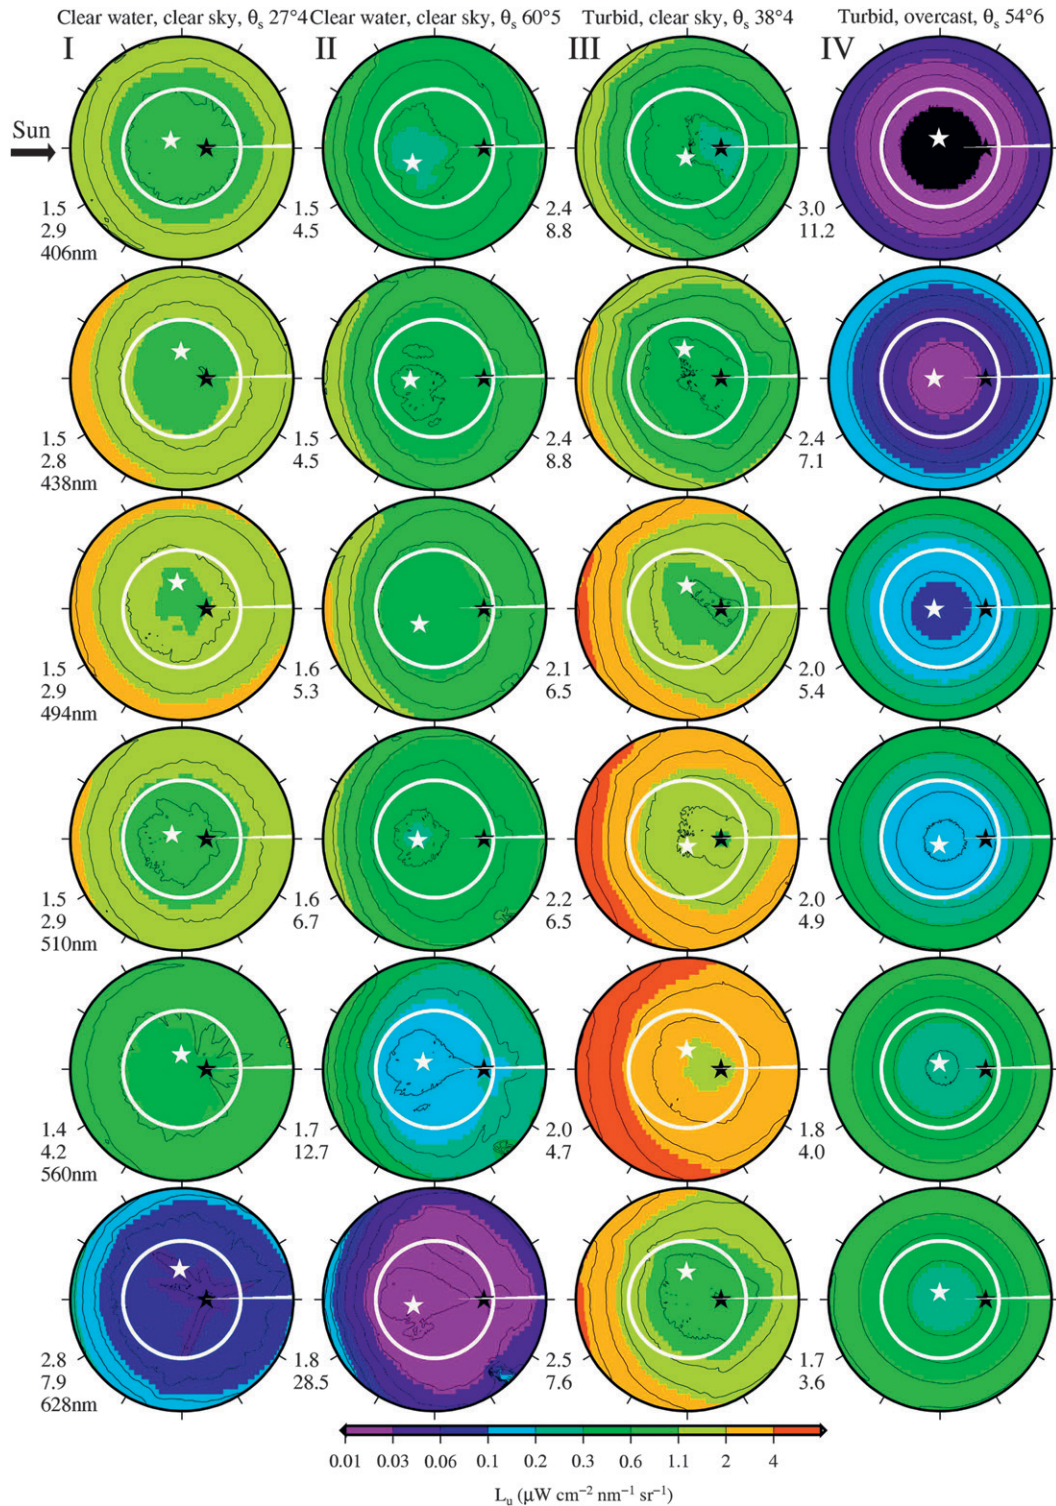 Clear water, clear sky, θs 27°4 Clear water, clear sky, θs 60°5 Turbid, clear sky, θs 38°4 Turbid, overcast, θs 54°6
I II III IV
Sun
1.5 1.5 2.4 3.0
2.9 4.5 8.8 11.2
406nm
1.5 1.5 2.4 2.4
2.8 4.5 8.8 7.1
438nm
1.5 1.6 2.1 2.0
2.9 5.3 6.5 5.4
494nm
1.5 1.6 2.2 2.0
2.9 6.7 6.5 4.9
510nm
1.4 1.7 2.0 1.8
4.2 12.7 4.7 4.0
560nm
2.8 1.8 2.5 1.7
7.9 28.5 7.6 3.6
628nm
0.01 0.03 0.06 0.1 0.2 0.3 0.6 1.1 2 4
Lu (μW cm−2 nm−1 sr−1)